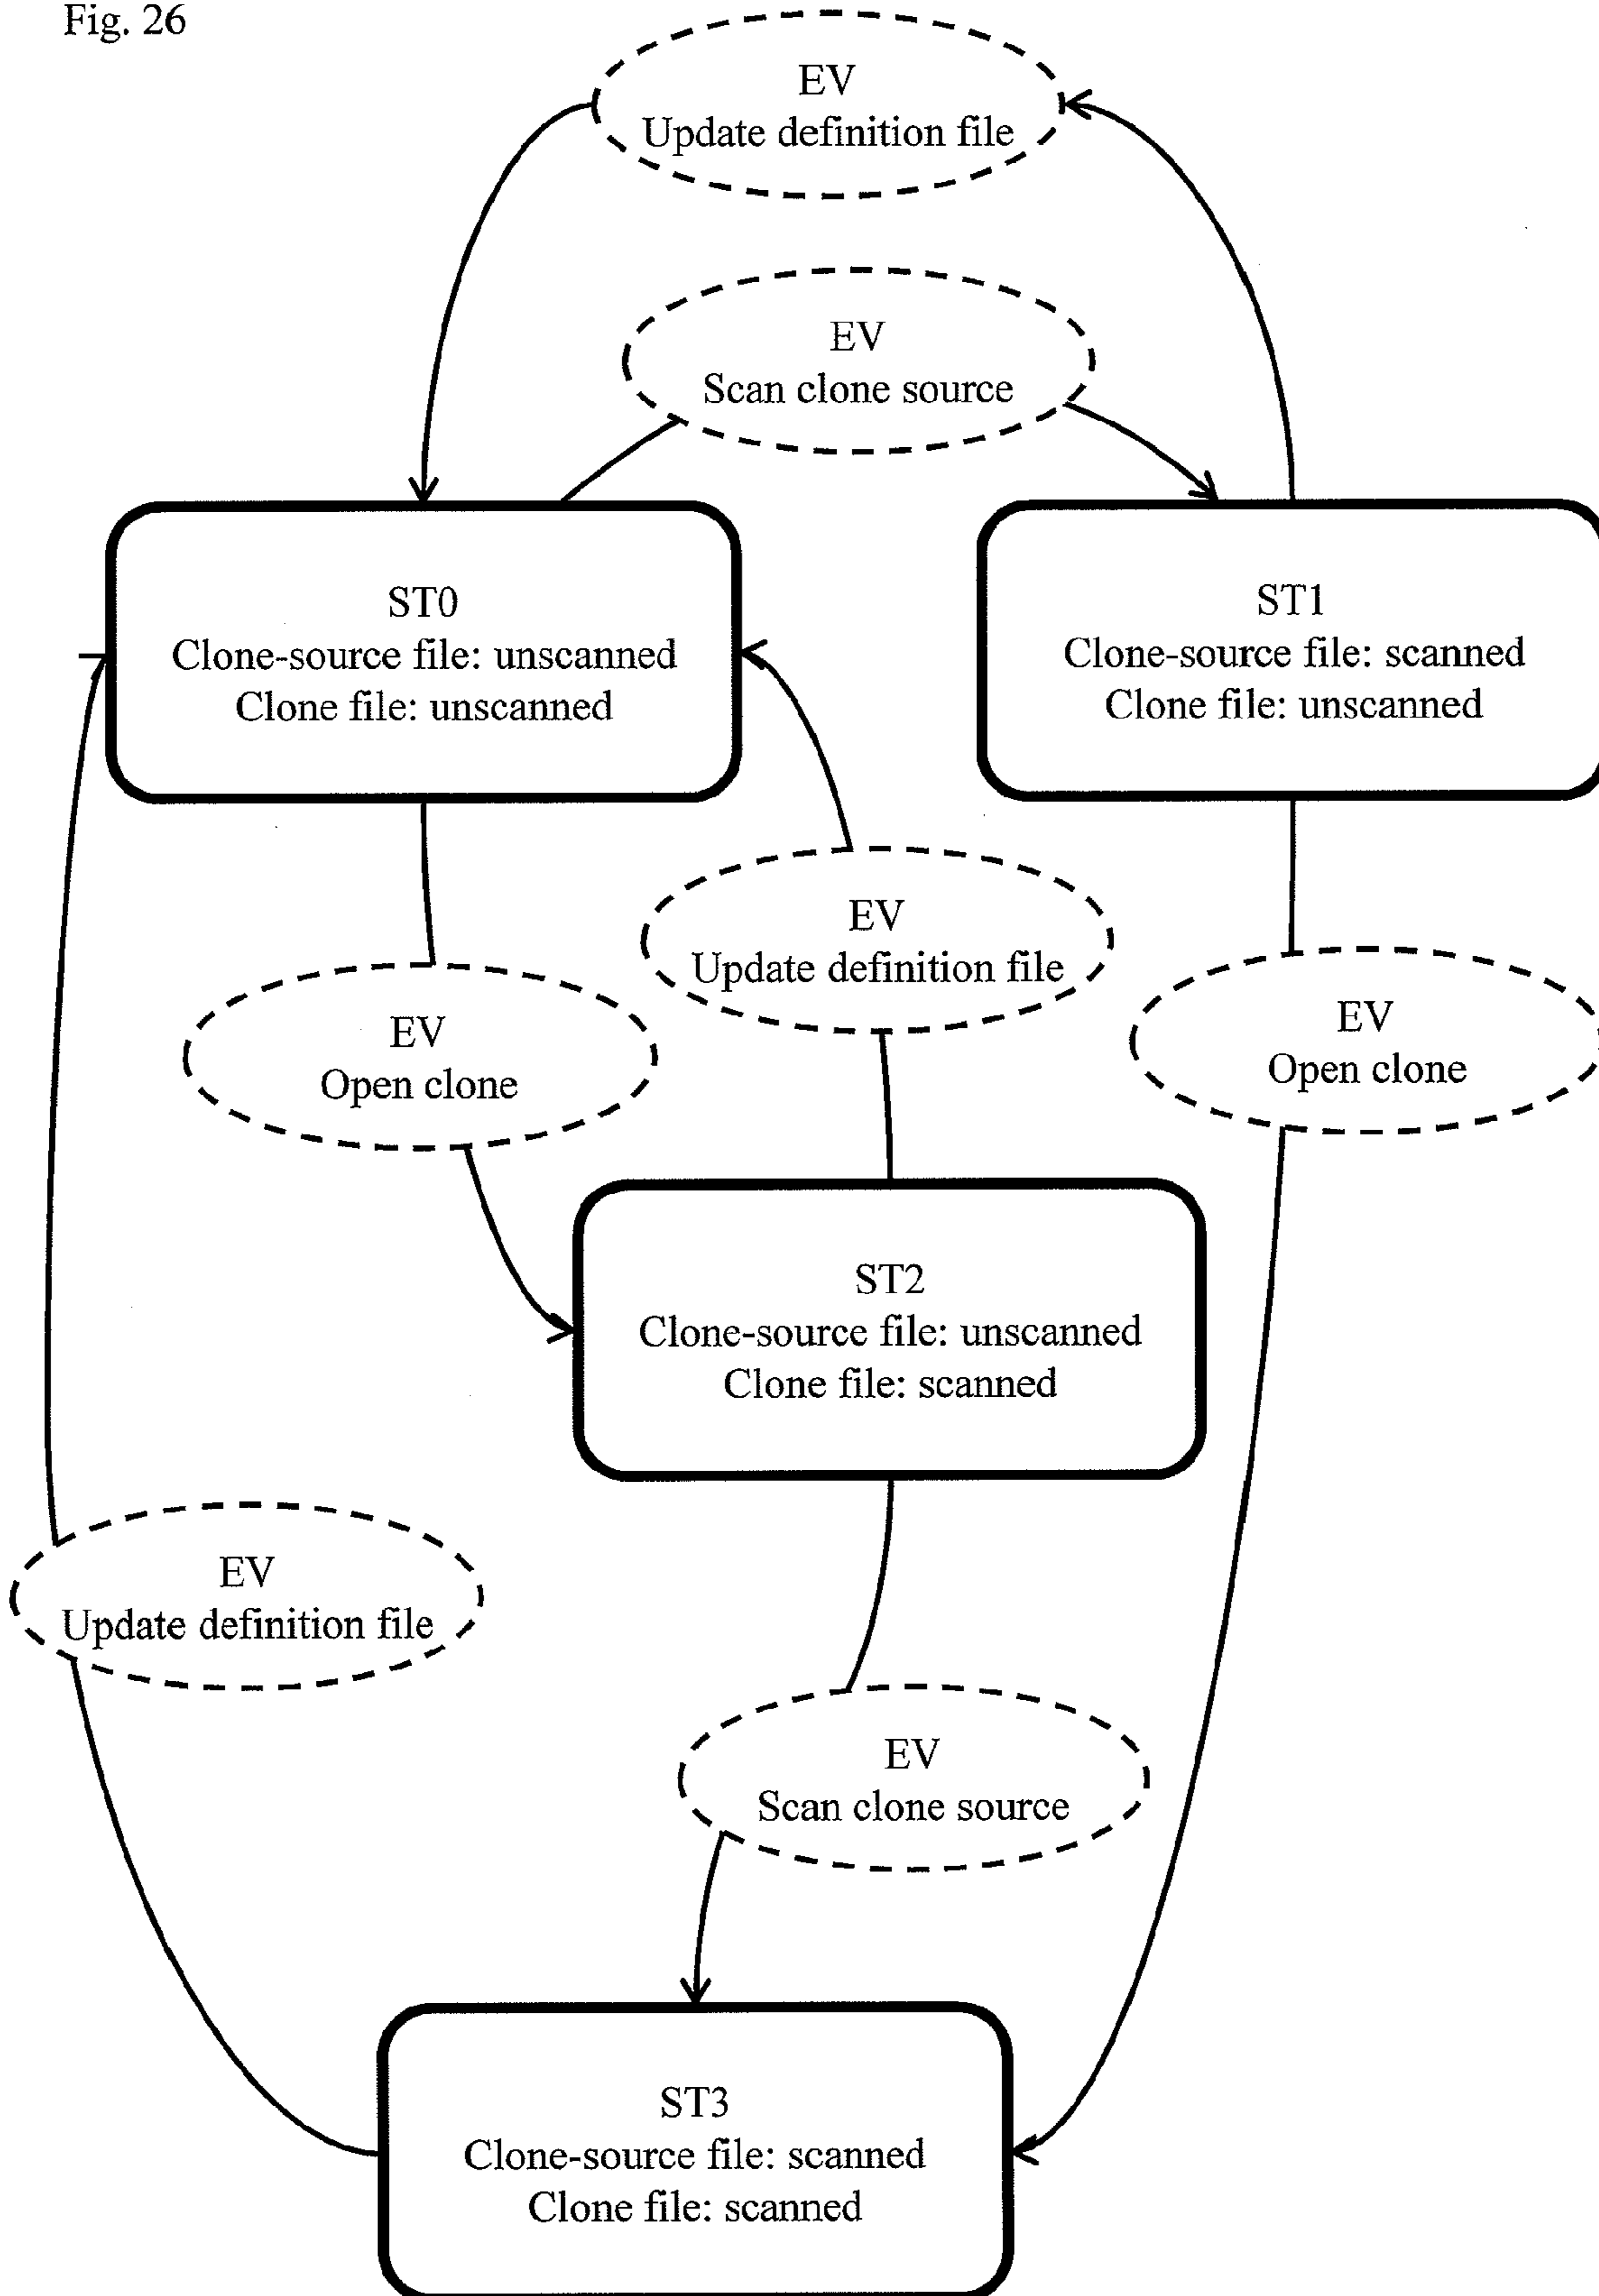 Fig. 26
EV
Update definition file
EV
Scan clone source
ST0
Clone-source file: unscanned
Clone file: unscanned
ST1
Clone-source file: scanned
Clone file: unscanned
EV
Update definition file
EV
Open clone
EV
Open clone
ST2
Clone-source file: unscanned
Clone file: scanned
EV
Update definition file
EV
Scan clone source
ST3
Clone-source file: scanned
Clone file: scanned